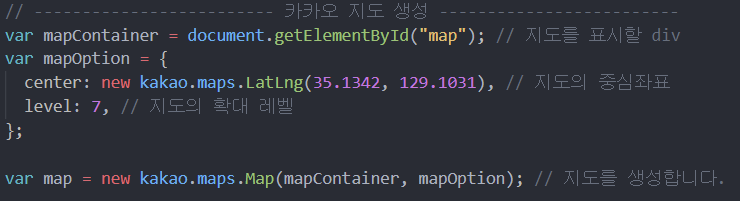 // ------------------------ 카카오 지도 생성 ------------------------
var mapContainer = document.getElementById("map"); // 지도를 표시할 div
var mapOption = {
  center: new kakao.maps.LatLng(35.1342, 129.1031), // 지도의 중심좌표
  level: 7, // 지도의 확대 레벨
};
var map = new kakao.maps.Map(mapContainer, mapOption); // 지도를 생성합니다.